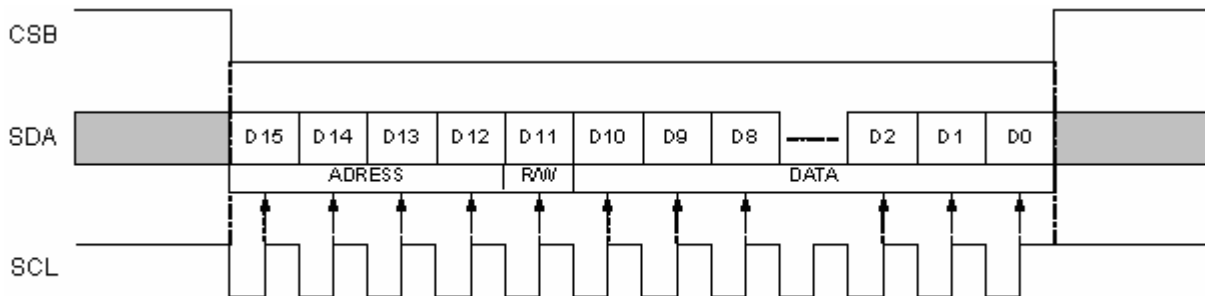 CSB
SDA D15 D14 D13 D12 D11 D10 D9 D8 D2 D1 D0
ADRESS R/W DATA
SCL